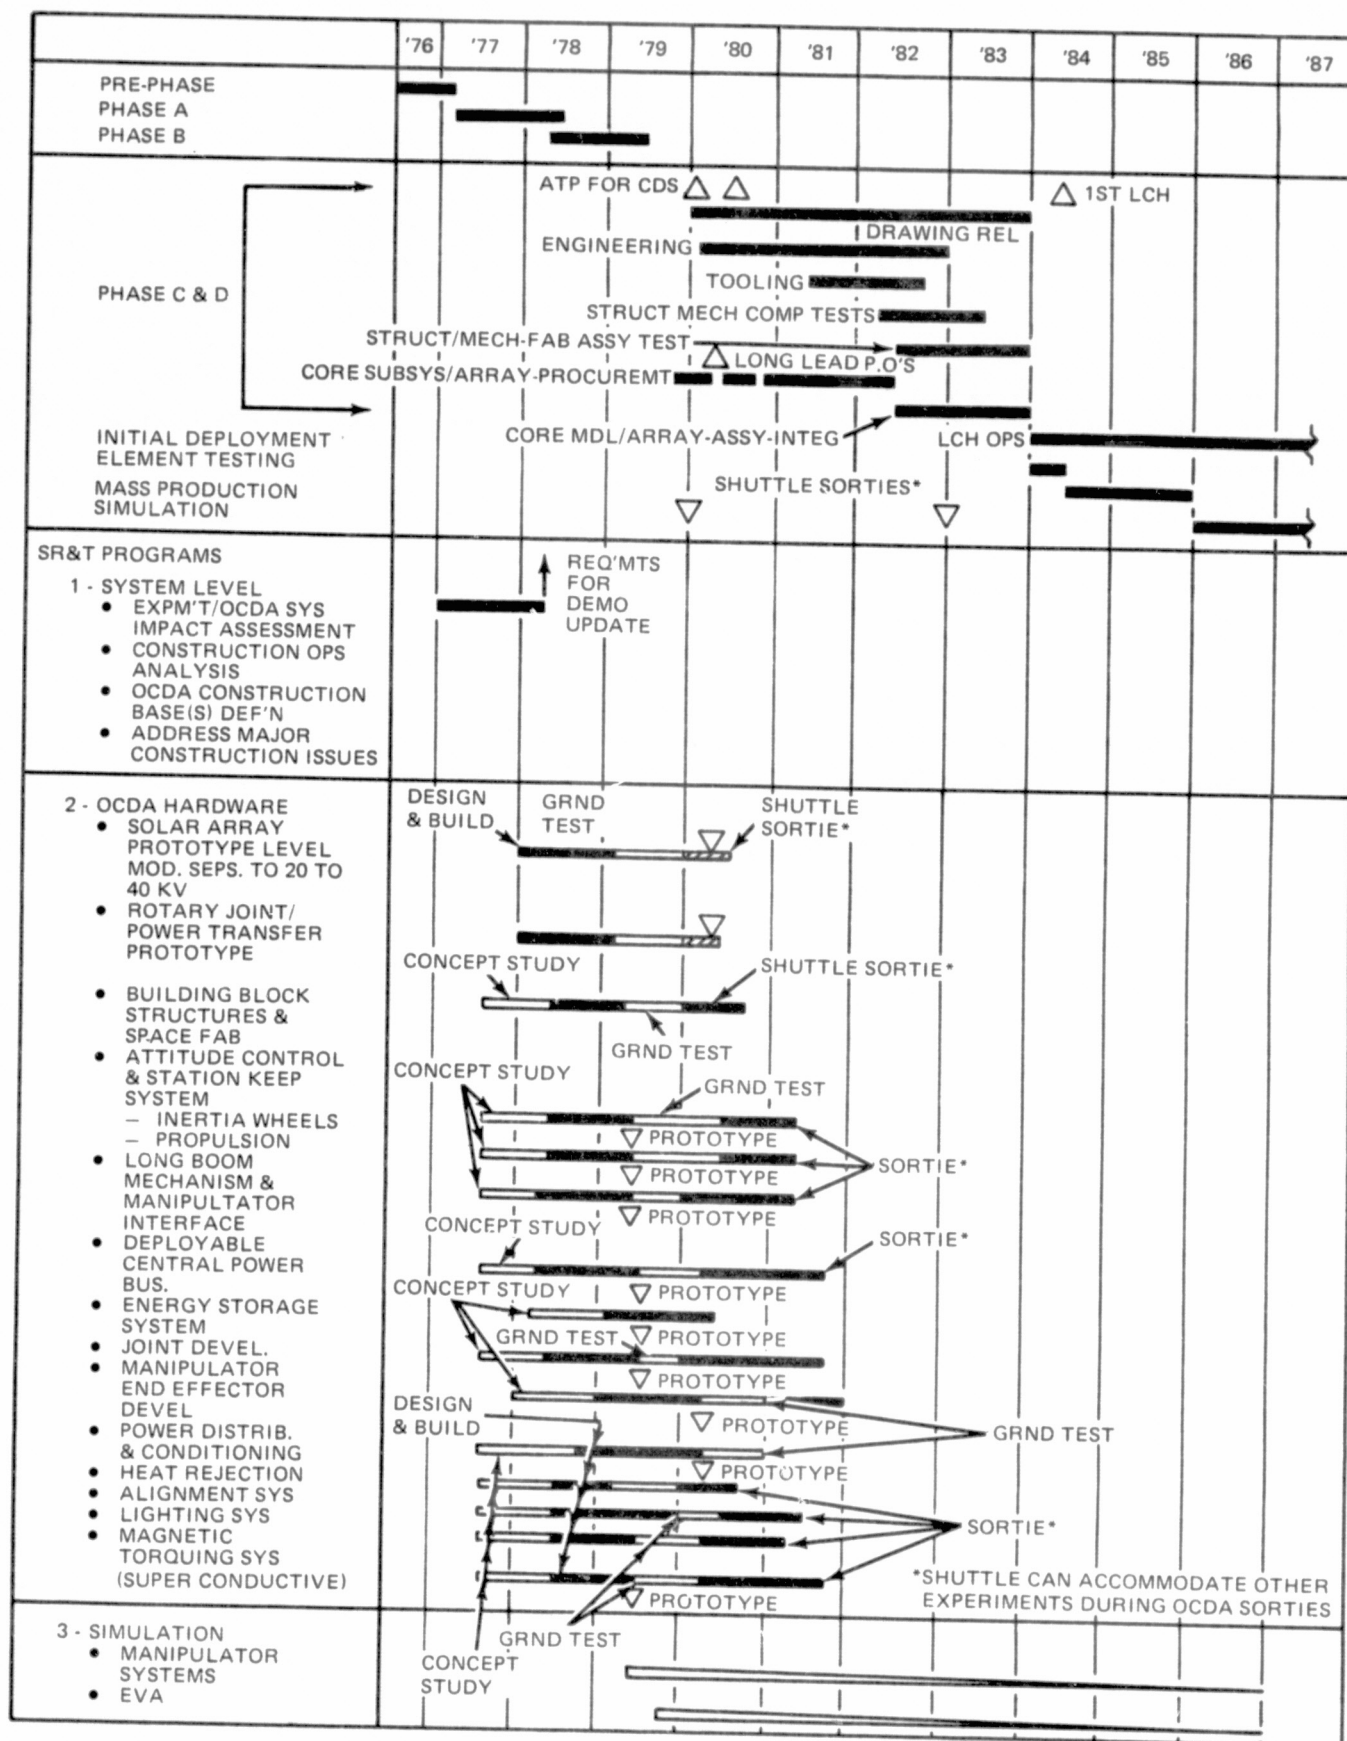 '76 '77 '78 '79 '80 '81 '82 '83 '84 '85 '86 '87
PRE-PHASE
PHASE A
PHASE B
ATP FOR CDS
1ST LCH
DRAWING REL
ENGINEERING
TOOLING
PHASE C & D
STRUCT MECH COMP TESTS
STRUCT/MECH-FAB ASSY TEST
LONG LEAD P.O'S
CORE SUBSYS/ARRAY-PROCUREMT
CORE MDL/ARRAY-ASSY-INTEG
LCH OPS
INITIAL DEPLOYMENT
ELEMENT TESTING
MASS PRODUCTION
SIMULATION
SHUTTLE SORTIES*
SR&T PROGRAMS
1 - SYSTEM LEVEL
• EXPM'T/OCDA SYS
IMPACT ASSESSMENT
• CONSTRUCTION OPS
ANALYSIS
• OCDA CONSTRUCTION
BASE(S) DEF'N
• ADDRESS MAJOR
CONSTRUCTION ISSUES
REQ'MTS
FOR
DEMO
UPDATE
2 - OCDA HARDWARE
• SOLAR ARRAY
PROTOTYPE LEVEL
MOD. SEPS. TO 20 TO
40 KV
• ROTARY JOINT/
POWER TRANSFER
PROTOTYPE
• BUILDING BLOCK
STRUCTURES &
SPACE FAB
• ATTITUDE CONTROL
& STATION KEEP
SYSTEM
– INERTIA WHEELS
– PROPULSION
• LONG BOOM
MECHANISM &
MANIPULTATOR
INTERFACE
• DEPLOYABLE
CENTRAL POWER
BUS.
• ENERGY STORAGE
SYSTEM
• JOINT DEVEL.
• MANIPULATOR
END EFFECTOR
DEVEL
• POWER DISTRIB.
& CONDITIONING
• HEAT REJECTION
• ALIGNMENT SYS
• LIGHTING SYS
• MAGNETIC
TORQUING SYS
(SUPER CONDUCTIVE)
DESIGN
& BUILD
GRND
TEST
SHUTTLE
SORTIE*
CONCEPT STUDY
SHUTTLE SORTIE*
GRND TEST
CONCEPT STUDY
GRND TEST
PROTOTYPE
PROTOTYPE
SORTIE*
PROTOTYPE
CONCEPT STUDY
SORTIE*
CONCEPT STUDY
PROTOTYPE
GRND TEST
PROTOTYPE
PROTOTYPE
DESIGN
& BUILD
PROTOTYPE
GRND TEST
PROTOTYPE
SORTIE*
PROTOTYPE
*SHUTTLE CAN ACCOMMODATE OTHER
EXPERIMENTS DURING OCDA SORTIES
GRND TEST
CONCEPT
STUDY
3 - SIMULATION
• MANIPULATOR
SYSTEMS
• EVA